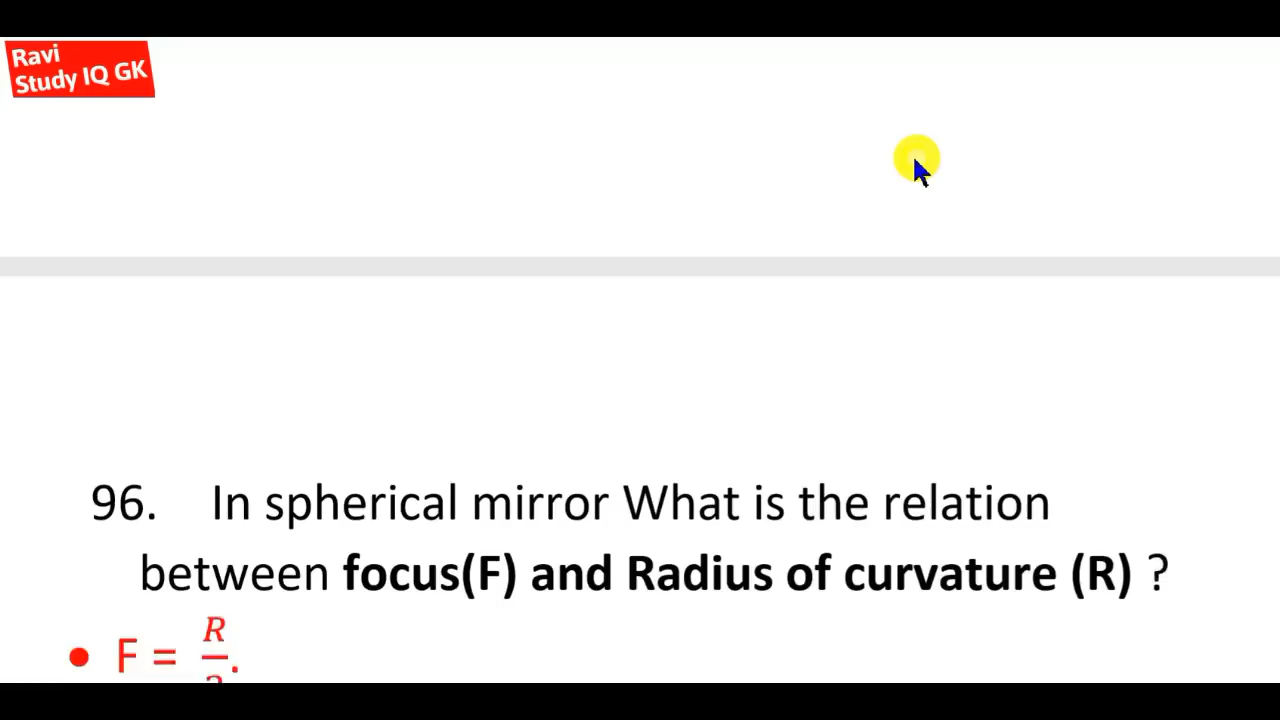 Ravi
Study IQ GK
96. In spherical mirror What is the relation
between focus(F) and Radius of curvature (R) ?
• F = R/